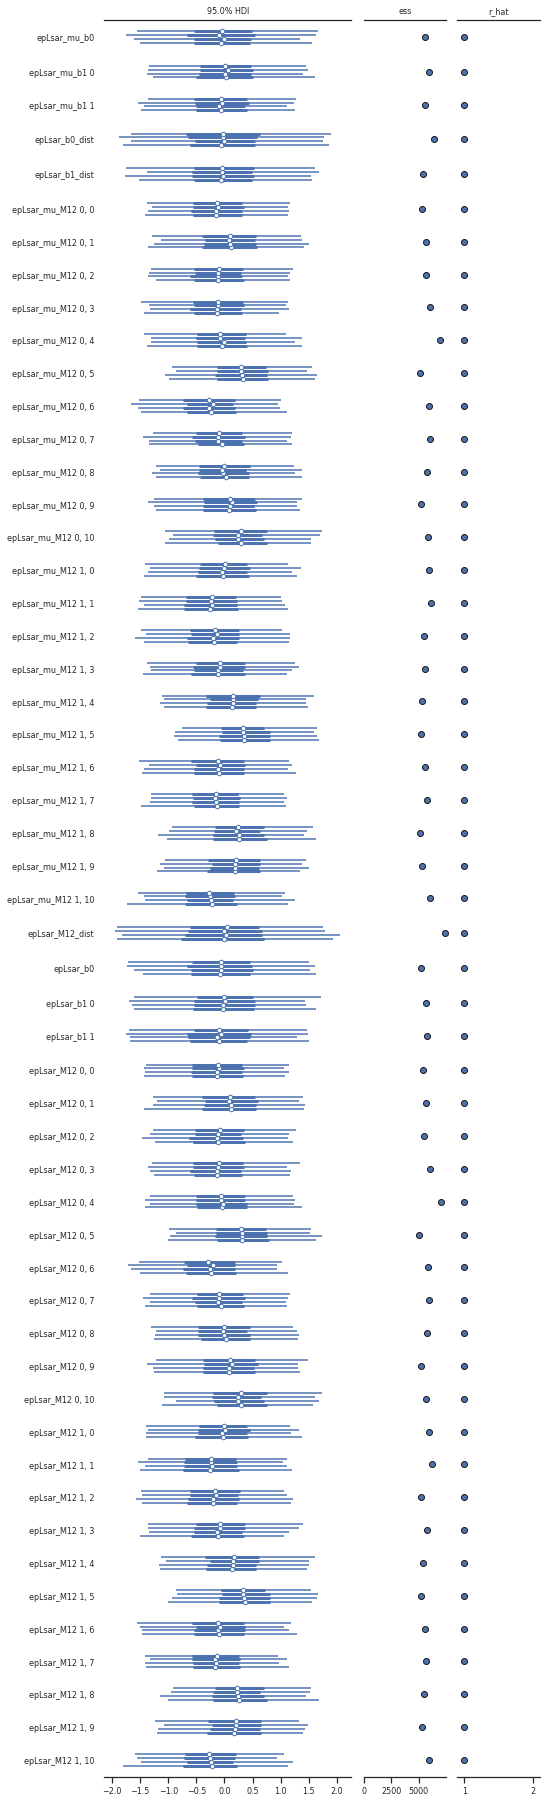 95.0% HDI ess r_hat
epLsar_mu_b0
epLsar_mu_b1 0
epLsar_mu_b1 1
epLsar_b0_dist
epLsar_b1_dist
epLsar_mu_M12 0, 0
epLsar_mu_M12 0, 1
epLsar_mu_M12 0, 2
epLsar_mu_M12 0, 3
epLsar_mu_M12 0, 4
epLsar_mu_M12 0, 5
epLsar_mu_M12 0, 6
epLsar_mu_M12 0, 7
epLsar_mu_M12 0, 8
epLsar_mu_M12 0, 9
epLsar_mu_M12 0, 10
epLsar_mu_M12 1, 0
epLsar_mu_M12 1, 1
epLsar_mu_M12 1, 2
epLsar_mu_M12 1, 3
epLsar_mu_M12 1, 4
epLsar_mu_M12 1, 5
epLsar_mu_M12 1, 6
epLsar_mu_M12 1, 7
epLsar_mu_M12 1, 8
epLsar_mu_M12 1, 9
epLsar_mu_M12 1, 10
epLsar_M12_dist
epLsar_b0
epLsar_b1 0
epLsar_b1 1
epLsar_M12 0, 0
epLsar_M12 0, 1
epLsar_M12 0, 2
epLsar_M12 0, 3
epLsar_M12 0, 4
epLsar_M12 0, 5
epLsar_M12 0, 6
epLsar_M12 0, 7
epLsar_M12 0, 8
epLsar_M12 0, 9
epLsar_M12 0, 10
epLsar_M12 1, 0
epLsar_M12 1, 1
epLsar_M12 1, 2
epLsar_M12 1, 3
epLsar_M12 1, 4
epLsar_M12 1, 5
epLsar_M12 1, 6
epLsar_M12 1, 7
epLsar_M12 1, 8
epLsar_M12 1, 9
epLsar_M12 1, 10
−2.0 −1.5 −1.0 −0.5 0.0 0.5 1.0 1.5 2.0 0 2500 5000 1 2